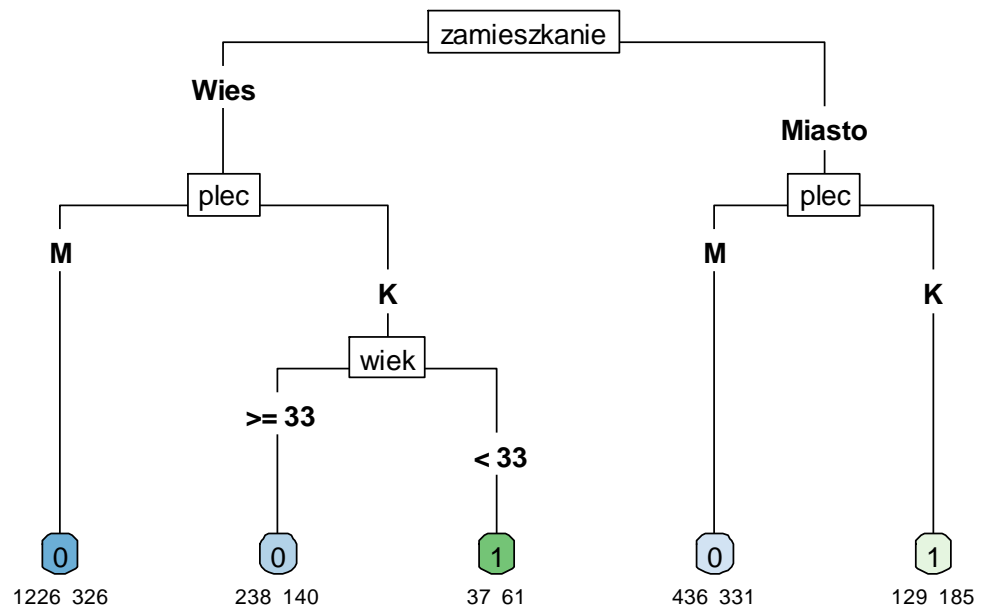 zamieszkanie
Wies
Miasto
plec
plec
M
M
K
K
wiek
>= 33
< 33
0
0
1
0
1
1226 326
238 140
37 61
436 331
129 185